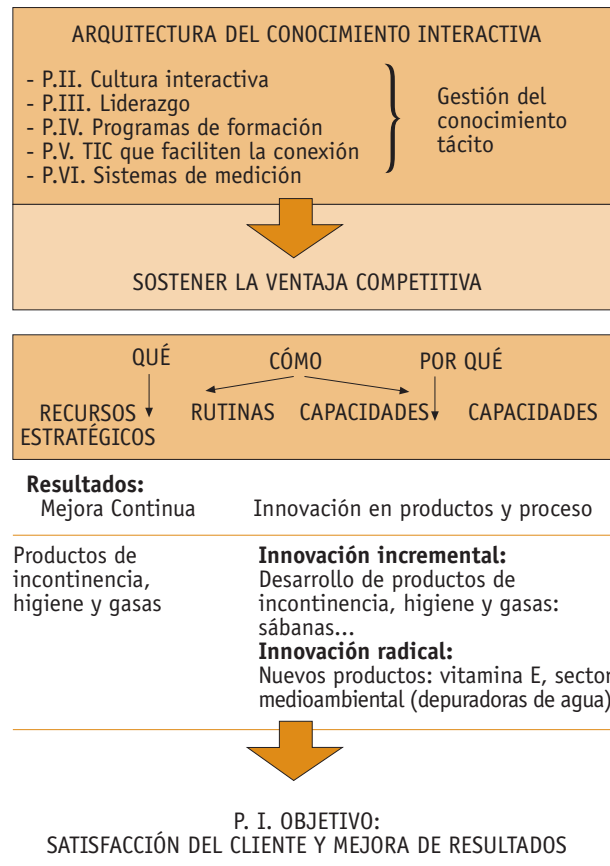 ARQUITECTURA DEL CONOCIMIENTO INTERACTIVA
- P.II. Cultura interactiva
- P.III. Liderazgo
- P.IV. Programas de formación
- P.V. TIC que faciliten la conexión
- P.VI. Sistemas de medición
Gestión del
conocimiento
tácito
SOSTENER LA VENTAJA COMPETITIVA
QUÉ CÓMO POR QUÉ
RECURSOS RUTINAS CAPACIDADES CAPACIDADES
ESTRATÉGICOS
Resultados:
Mejora Continua Innovación en productos y proceso
Productos de
incontinencia,
higiene y gasas
Innovación incremental:
Desarrollo de productos de
incontinencia, higiene y gasas:
sábanas...
Innovación radical:
Nuevos productos: vitamina E, sector
medioambiental (depuradoras de agua)
P. I. OBJETIVO:
SATISFACCIÓN DEL CLIENTE Y MEJORA DE RESULTADOS